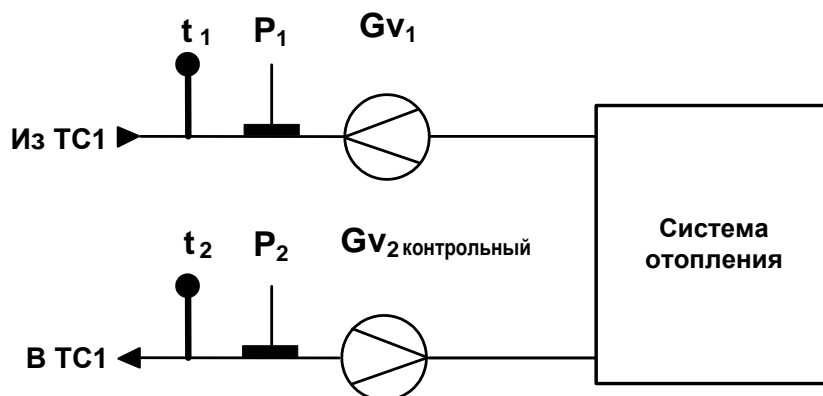 t 1 P1 Gv1
Из ТС1
t 2 P2 Gv2 контрольный
В ТС1
Система
отопления